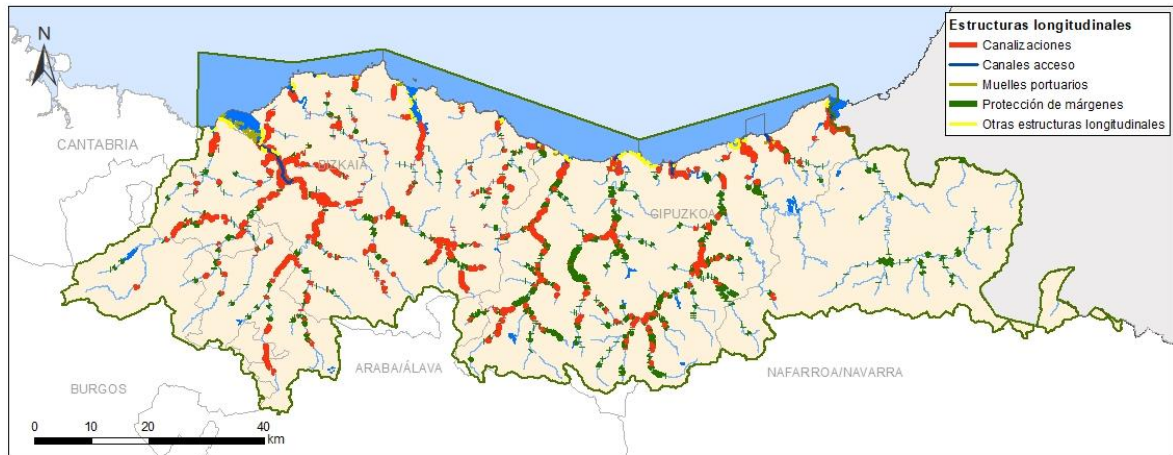 N
Estructuras longitudinales
Canalizaciones
Canales acceso
Muelles portuarios
Protección de márgenes
Otras estructuras longitudinales
CANTABRIA
BIZKAIA
GIPUZKOA
ARABA/ÁLAVA
NAFARROA/NAVARRA
BURGOS
0 10 20 40
km